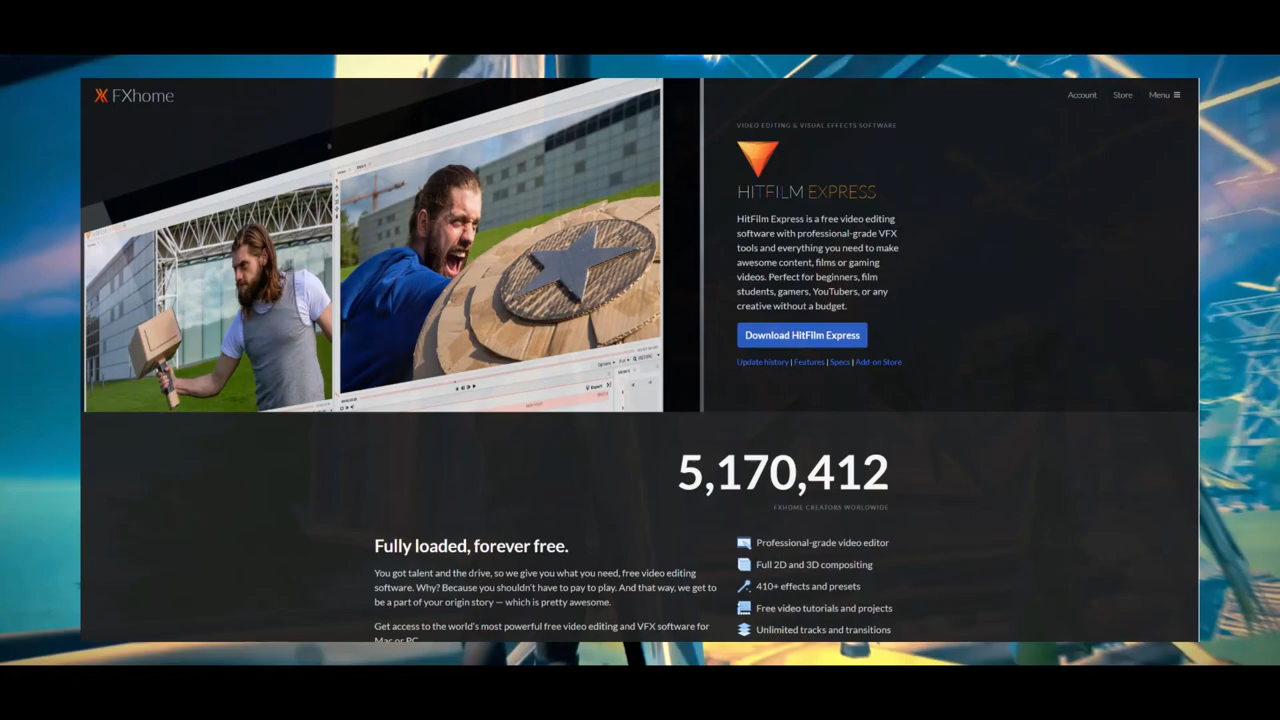 FXhome
Account Store Menu
VIDEO EDITING & VISUAL EFFECTS SOFTWARE
HITFILM EXPRESS
HitFilm Express is a free video editing
software with professional-grade VFX
tools and everything you need to make
awesome content, films or gaming
videos. Perfect for beginners, film
students, gamers, YouTubers, or any
creative without a budget.
Download HitFilm Express
Update history | Features | Specs | Add-on Store
Export
5,170,412
FXHOME CREATORS WORLDWIDE
Fully loaded, forever free.
You got talent and the drive, so we give you what you need, free video editing
software. Why? Because you shouldn't have to pay to play. And that way, we get to
be a part of your origin story — which is pretty awesome.
Get access to the world's most powerful free video editing and VFX software for
Mac or PC
Professional-grade video editor
Full 2D and 3D compositing
410+ effects and presets
Free video tutorials and projects
Unlimited tracks and transitions